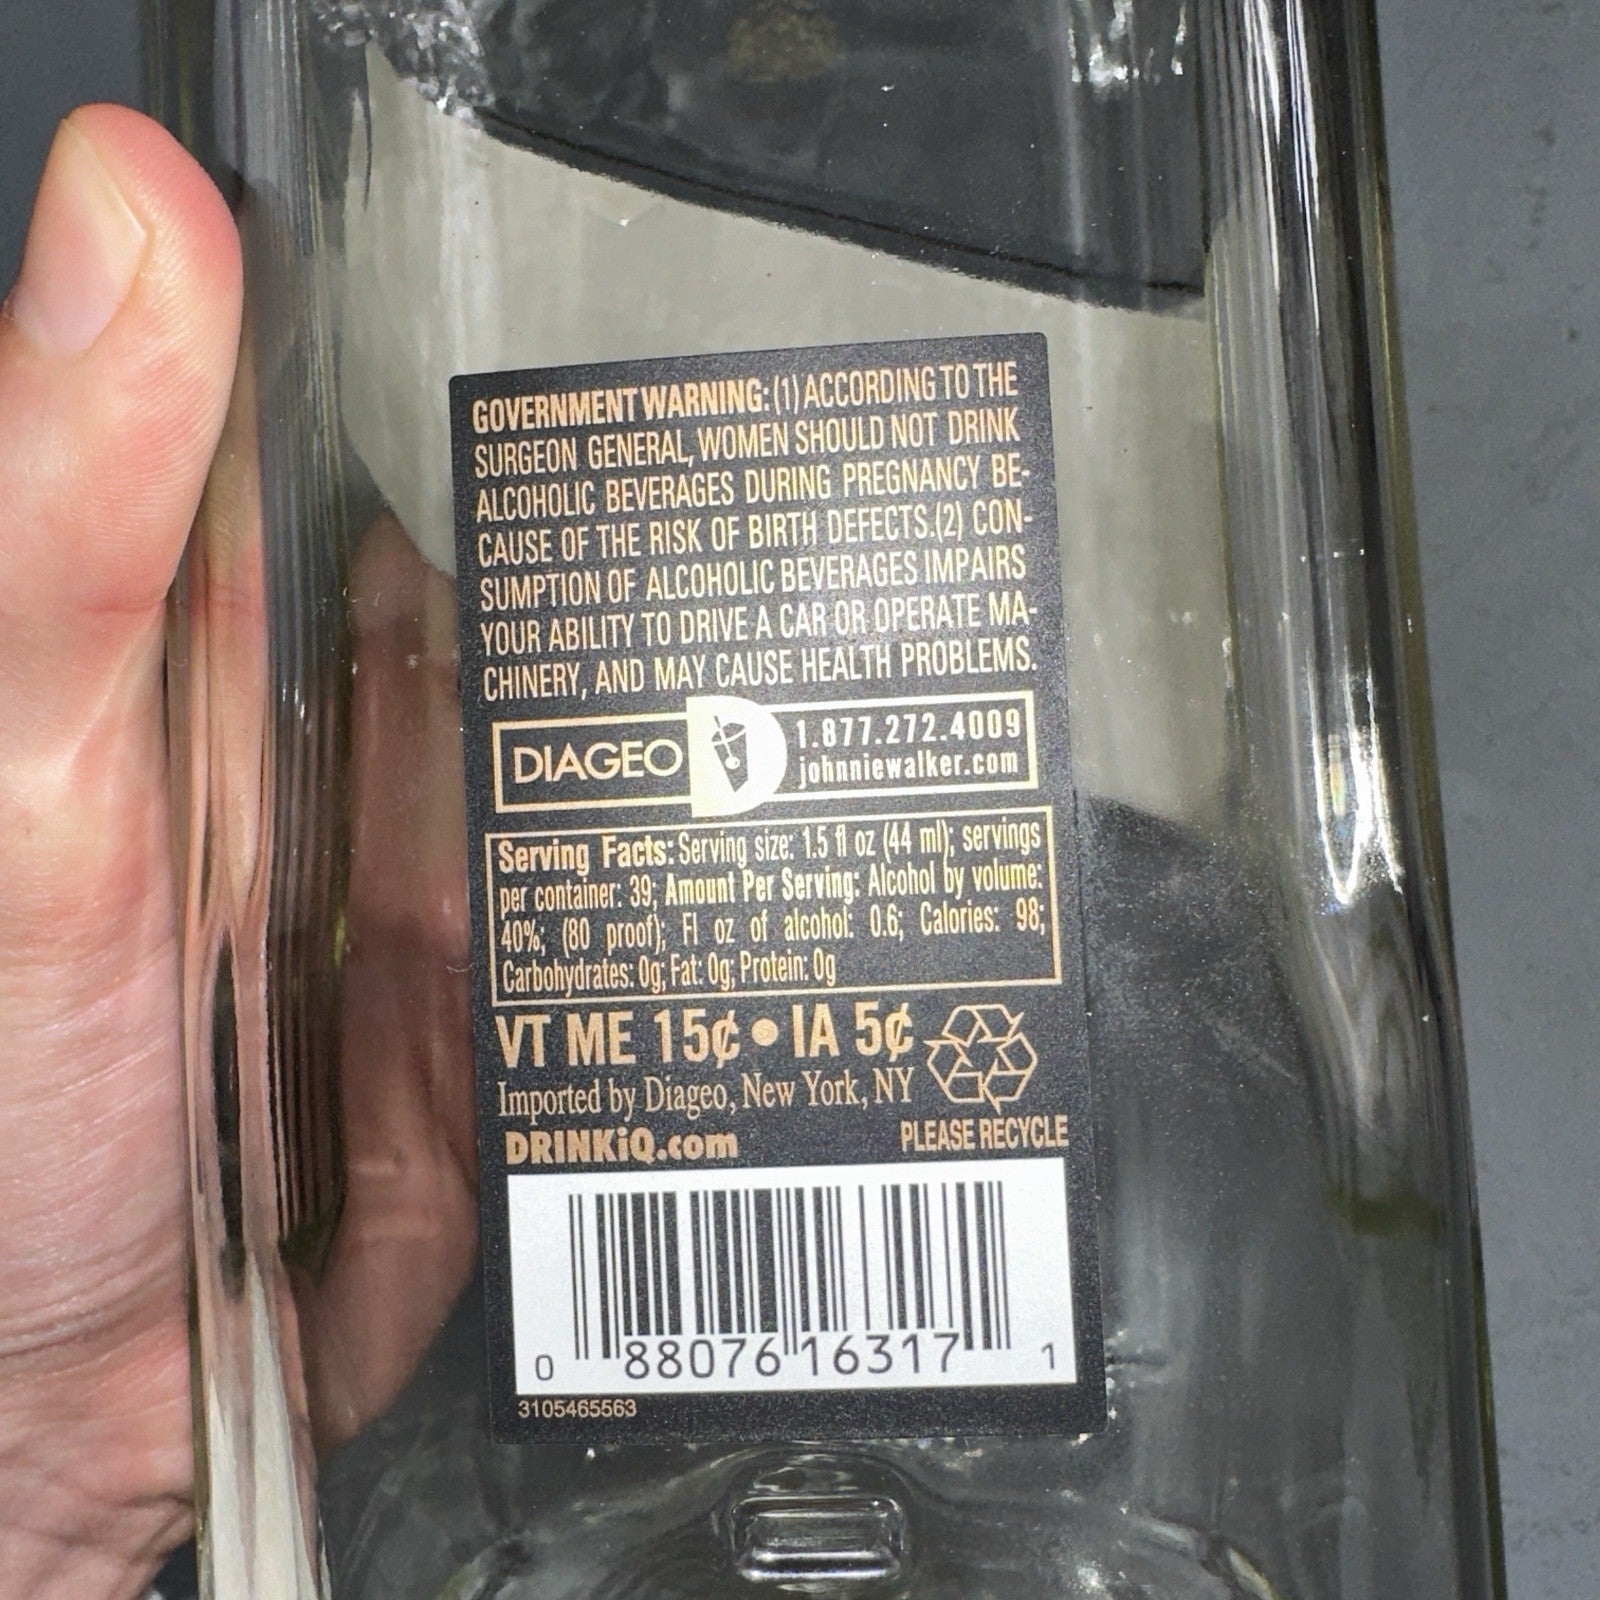 GOVERNMENT WARNING: (1) ACCORDING TO THE
SURGEON GENERAL, WOMEN SHOULD NOT DRINK
ALCOHOLIC BEVERAGES DURING PREGNANCY BE-
CAUSE OF THE RISK OF BIRTH DEFECTS.(2) CON-
SUMPTION OF ALCOHOLIC BEVERAGES IMPAIRS
YOUR ABILITY TO DRIVE A CAR OR OPERATE MA-
CHINERY, AND MAY CAUSE HEALTH PROBLEMS.
DIAGEO
1.877.272.4009
johnniewalker.com
Serving Facts: Serving size: 1.5 fl oz (44 ml); servings
per container: 39; Amount Per Serving: Alcohol by volume:
40%; (80 proof); Fl oz of alcohol: 0.6; Calories: 98;
Carbohydrates: 0g; Fat: 0g; Protein: 0g
VT ME 15¢ • IA 5¢
Imported by Diageo, New York, NY
DRINKiQ.com
PLEASE RECYCLE
0 88076 16317 1
3105465563